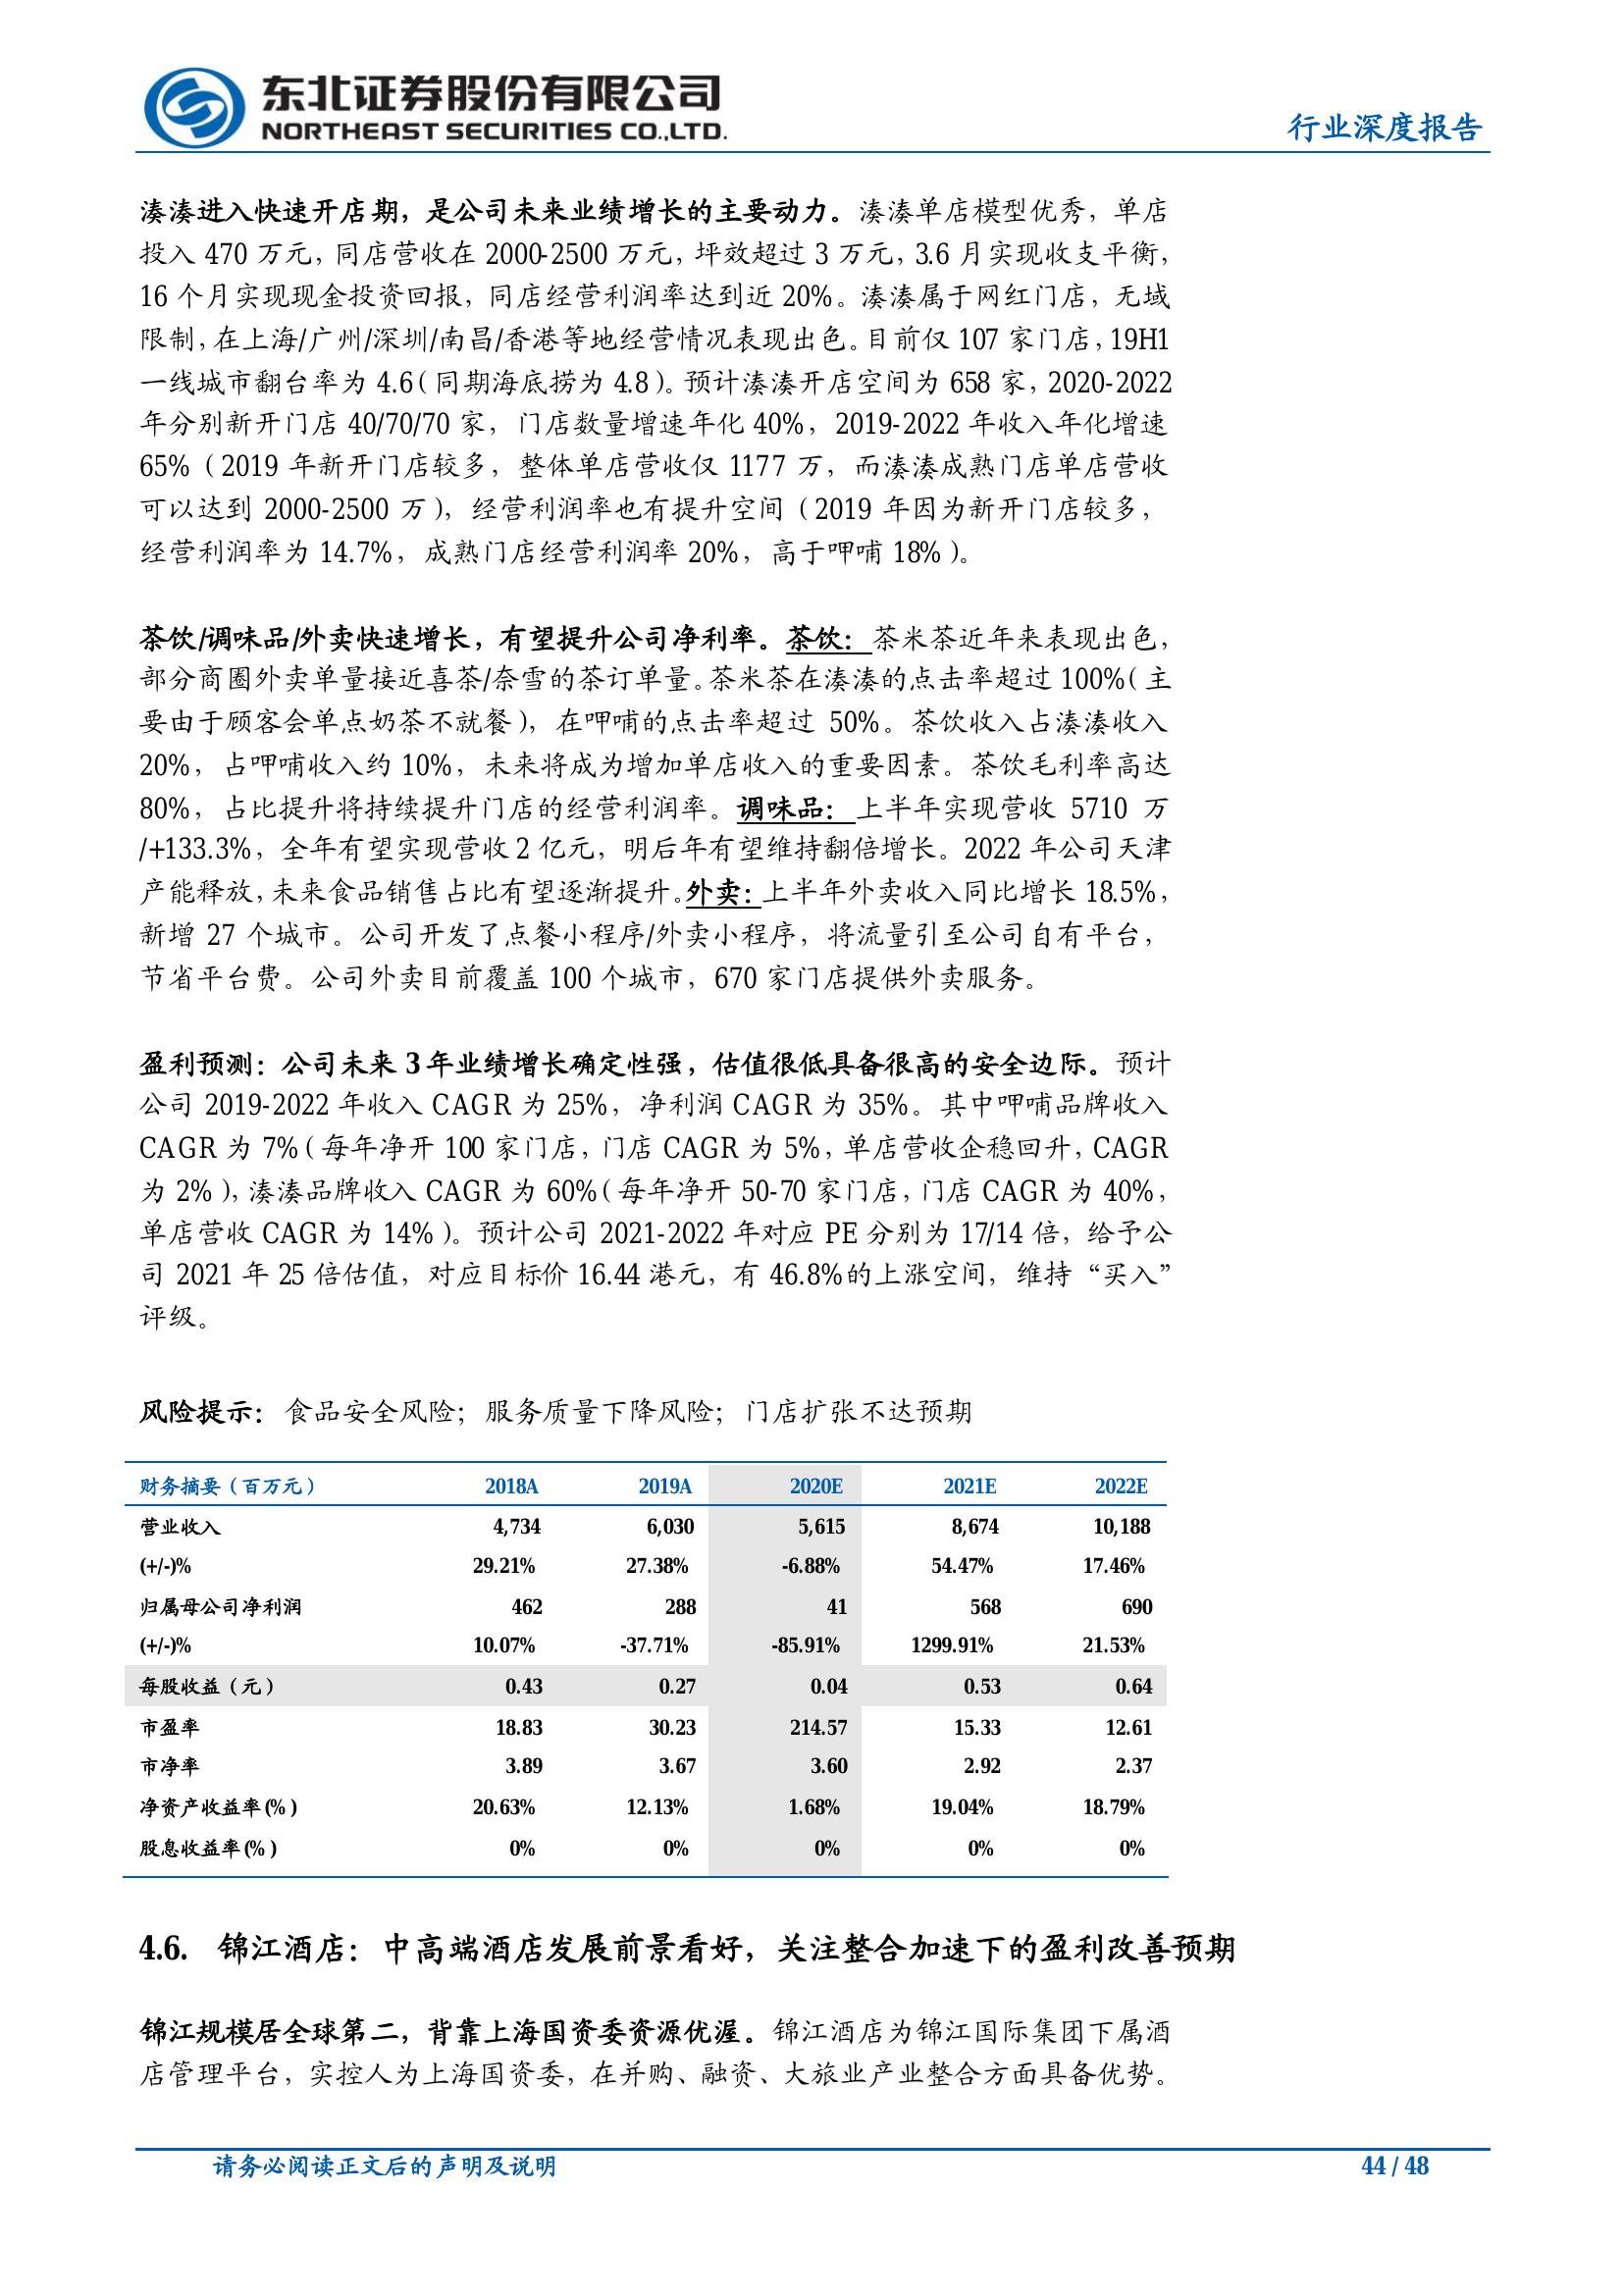 东北证券股份有限公司
NORTHEAST SECURITIES CO.,LTD.
行业深度报告
湊湊进入快速开店期，是公司未来业绩增长的主要动力。湊湊单店模型优秀，单店
投入 470 万元，同店营收在 2000-2500 万元，坪效超过 3 万元，3.6 月实现收支平衡，
16 个月实现现金投资回报，同店经营利润率达到近 20%。湊湊属于网红门店，无域
限制，在上海/广州/深圳/南昌/香港等地经营情况表现出色。目前仅 107 家门店，19H1
一线城市翻台率为 4.6（同期海底捞为 4.8）。预计湊湊开店空间为 658 家，2020-2022
年分别新开门店 40/70/70 家，门店数量增速年化 40%，2019-2022 年收入年化增速
65%（2019 年新开门店较多，整体单店营收仅 1177 万，而湊湊成熟门店单店营收
可以达到 2000-2500 万），经营利润率也有提升空间（2019 年因为新开门店较多，
经营利润率为 14.7%，成熟门店经营利润率 20%，高于呷哺 18%）。
茶饮/调味品/外卖快速增长，有望提升公司净利率。茶饮：茶米茶近年来表现出色，
部分商圈外卖单量接近喜茶/奈雪的茶订单量。茶米茶在湊湊的点击率超过 100%（主
要由于顾客会单点奶茶不就餐），在呷哺的点击率超过 50%。茶饮收入占湊湊收入
20%，占呷哺收入约 10%，未来将成为增加单店收入的重要因素。茶饮毛利率高达
80%，占比提升将持续提升门店的经营利润率。调味品：上半年实现营收 5710 万
/+133.3%，全年有望实现营收 2 亿元，明后年有望维持翻倍增长。2022 年公司天津
产能释放，未来食品销售占比有望逐渐提升。外卖：上半年外卖收入同比增长 18.5%，
新增 27 个城市。公司开发了点餐小程序/外卖小程序，将流量引至公司自有平台，
节省平台费。公司外卖目前覆盖 100 个城市，670 家门店提供外卖服务。
盈利预测：公司未来 3 年业绩增长确定性强，估值很低具备很高的安全边际。预计
公司 2019-2022 年收入 CAGR 为 25%，净利润 CAGR 为 35%。其中呷哺品牌收入
CAGR 为 7%（每年净开 100 家门店，门店 CAGR 为 5%，单店营收企稳回升，CAGR
为 2%），湊湊品牌收入 CAGR 为 60%（每年净开 50-70 家门店，门店 CAGR 为 40%，
单店营收 CAGR 为 14%）。预计公司 2021-2022 年对应 PE 分别为 17/14 倍，给予公
司 2021 年 25 倍估值，对应目标价 16.44 港元，有 46.8%的上涨空间，维持“买入”
评级。
风险提示：食品安全风险；服务质量下降风险；门店扩张不达预期
财务摘要（百万元） 2018A 2019A 2020E 2021E 2022E
营业收入 4,734 6,030 5,615 8,674 10,188
(+/-)% 29.21% 27.38% -6.88% 54.47% 17.46%
归属母公司净利润 462 288 41 568 690
(+/-)% 10.07% -37.71% -85.91% 1299.91% 21.53%
每股收益（元） 0.43 0.27 0.04 0.53 0.64
市盈率 18.83 30.23 214.57 15.33 12.61
市净率 3.89 3.67 3.60 2.92 2.37
净资产收益率(%) 20.63% 12.13% 1.68% 19.04% 18.79%
股息收益率(%) 0% 0% 0% 0% 0%
4.6. 锦江酒店：中高端酒店发展前景看好，关注整合加速下的盈利改善预期
锦江规模居全球第二，背靠上海国资委资源优渥。锦江酒店为锦江国际集团下属酒
店管理平台，实控人为上海国资委，在并购、融资、大旅业产业整合方面具备优势。
请务必阅读正文后的声明及说明
44 / 48